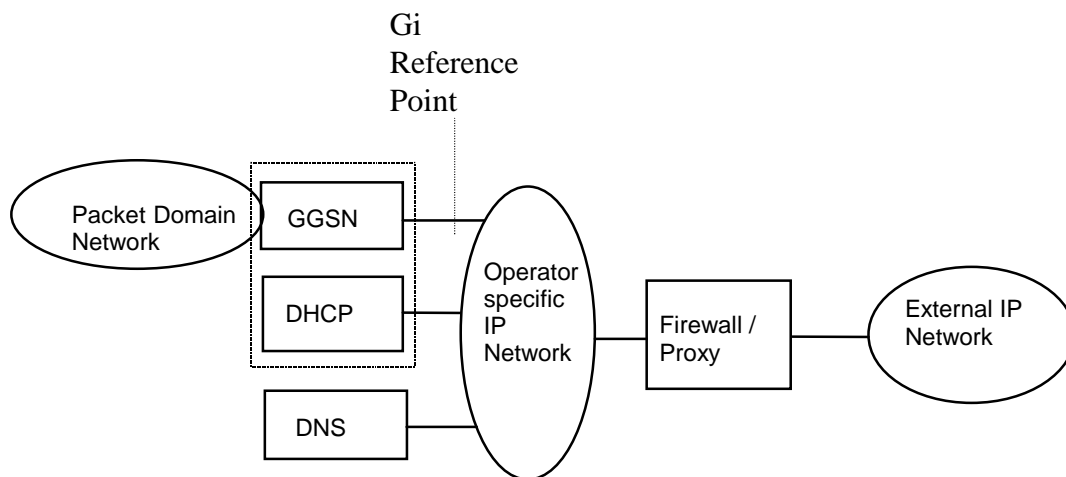 Gi
Reference
Point
Packet Domain
Network
GGSN
DHCP
DNS
Operator
specific
IP
Network
Firewall /
Proxy
External IP
Network